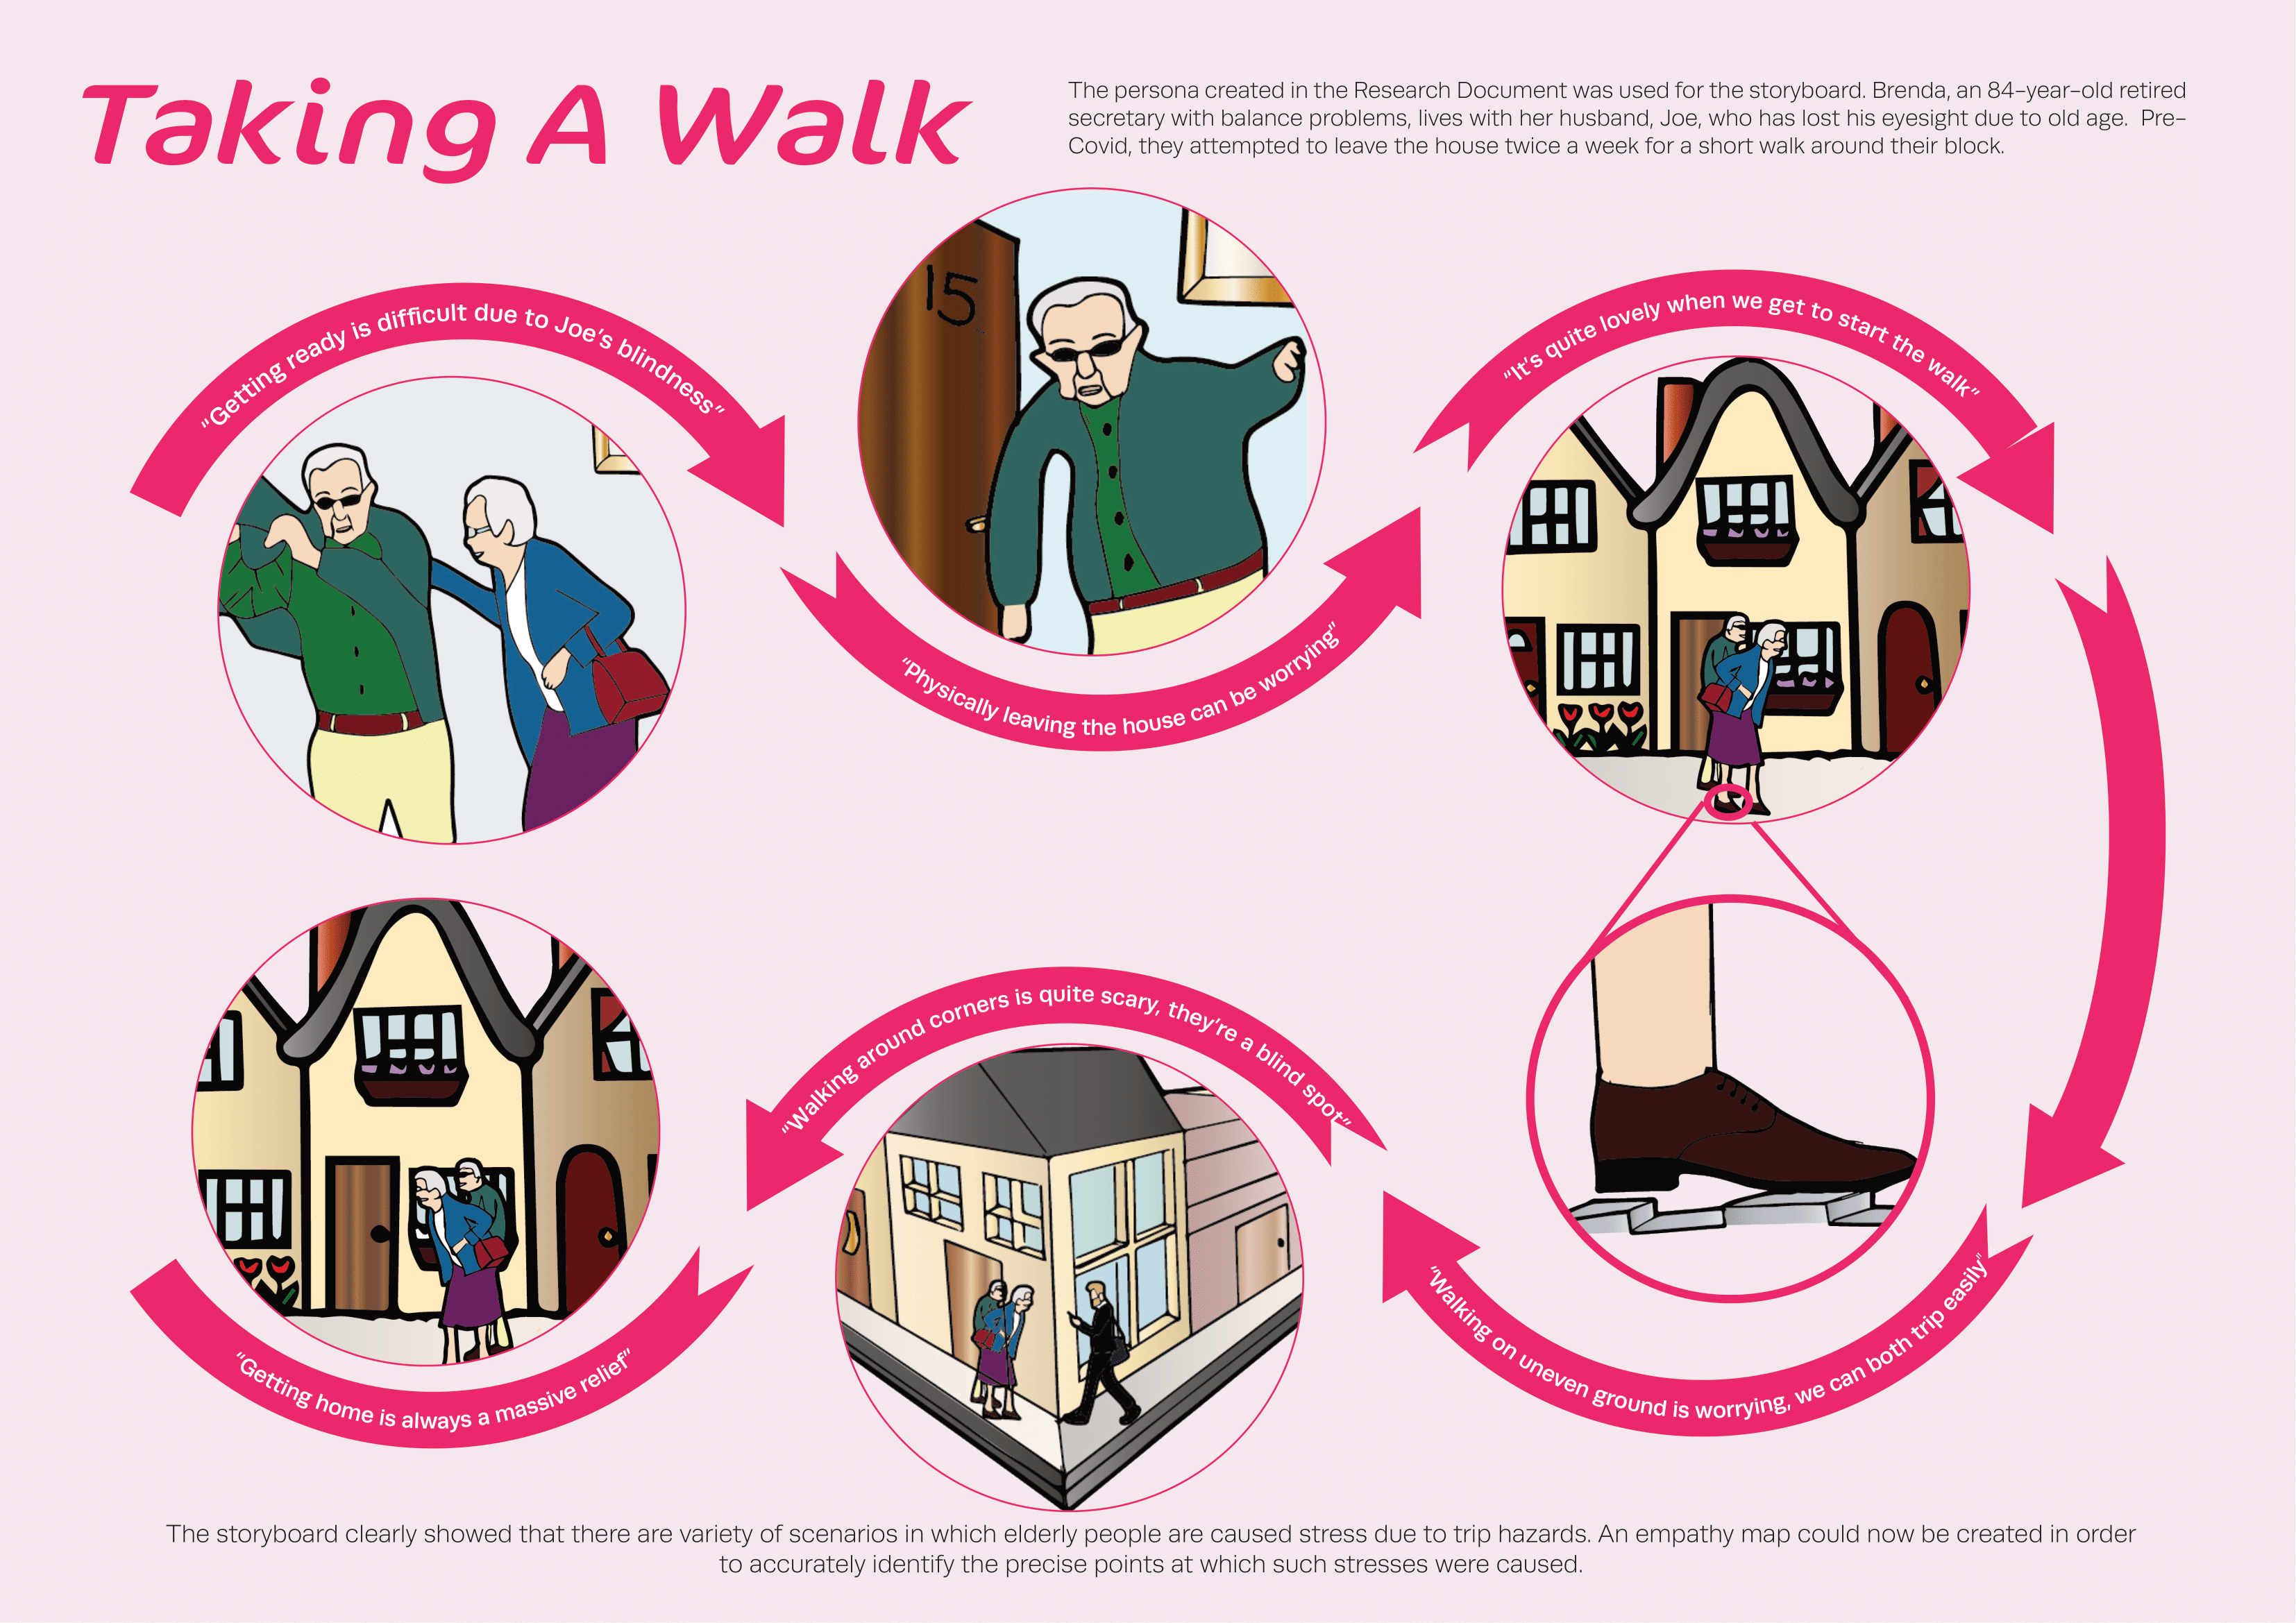 Taking A Walk
The persona created in the Research Document was used for the storyboard. Brenda, an 84-year-old retired
secretary with balance problems, lives with her husband, Joe, who has lost his eyesight due to old age. Pre-
Covid, they attempted to leave the house twice a week for a short walk around their block.
"Getting ready is difficult due to Joe's blindness"
15
"Physically leaving the house can be worrying"
"It's quite lovely when we get to start the walk"
"Walking on uneven ground is worrying, we can both trip easily"
"Walking around corners is quite scary, they're a blind spot"
"Getting home is always a massive relief"
The storyboard clearly showed that there are variety of scenarios in which elderly people are caused stress due to trip hazards. An empathy map could now be created in order
to accurately identify the precise points at which such stresses were caused.